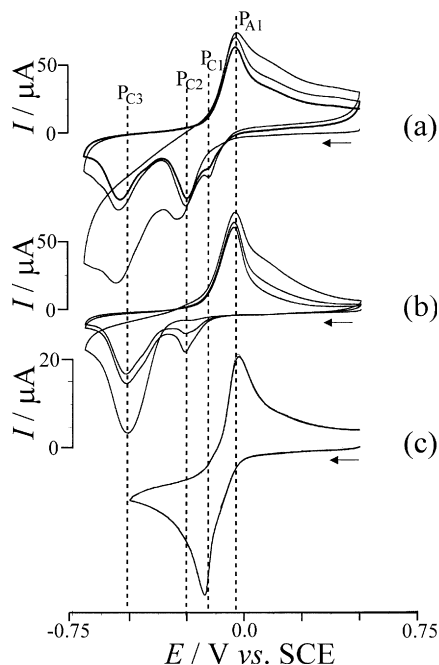 P_A1
P_C1
P_C2
P_C3
50
0
I / μA
(a)
50
0
I / μA
(b)
20
0
I / μA
(c)
-0.75 0.0 0.75
E / V vs. SCE